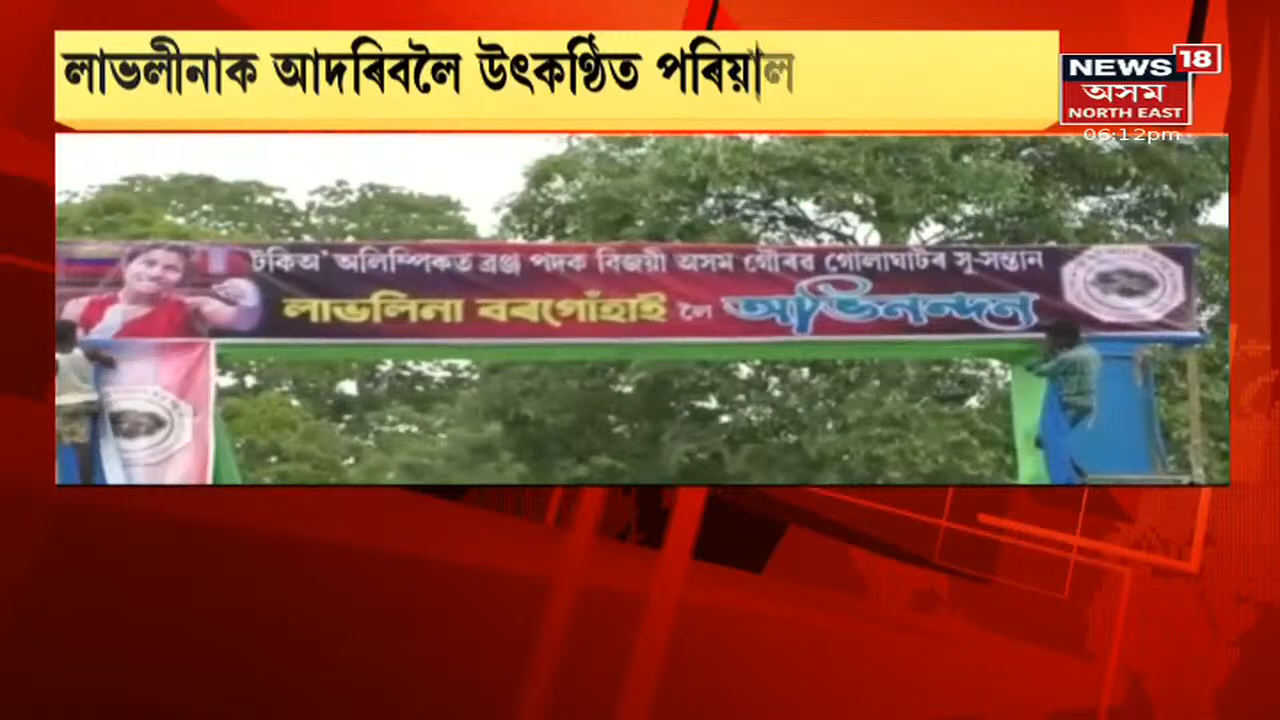 লাভলীনাক আদৰিবলৈ উৎকণ্ঠিত পৰিয়াল
NEWS 18
অসম
NORTH EAST
06:12pm
টকিঅ' অলিম্পিকত ব্ৰঞ্জ পদক বিজয়ী অসম গৌৰৱ গোলাঘাটৰ সু-সন্তান
লাভলিনা বৰগোঁহাই লৈ অভিনন্দন